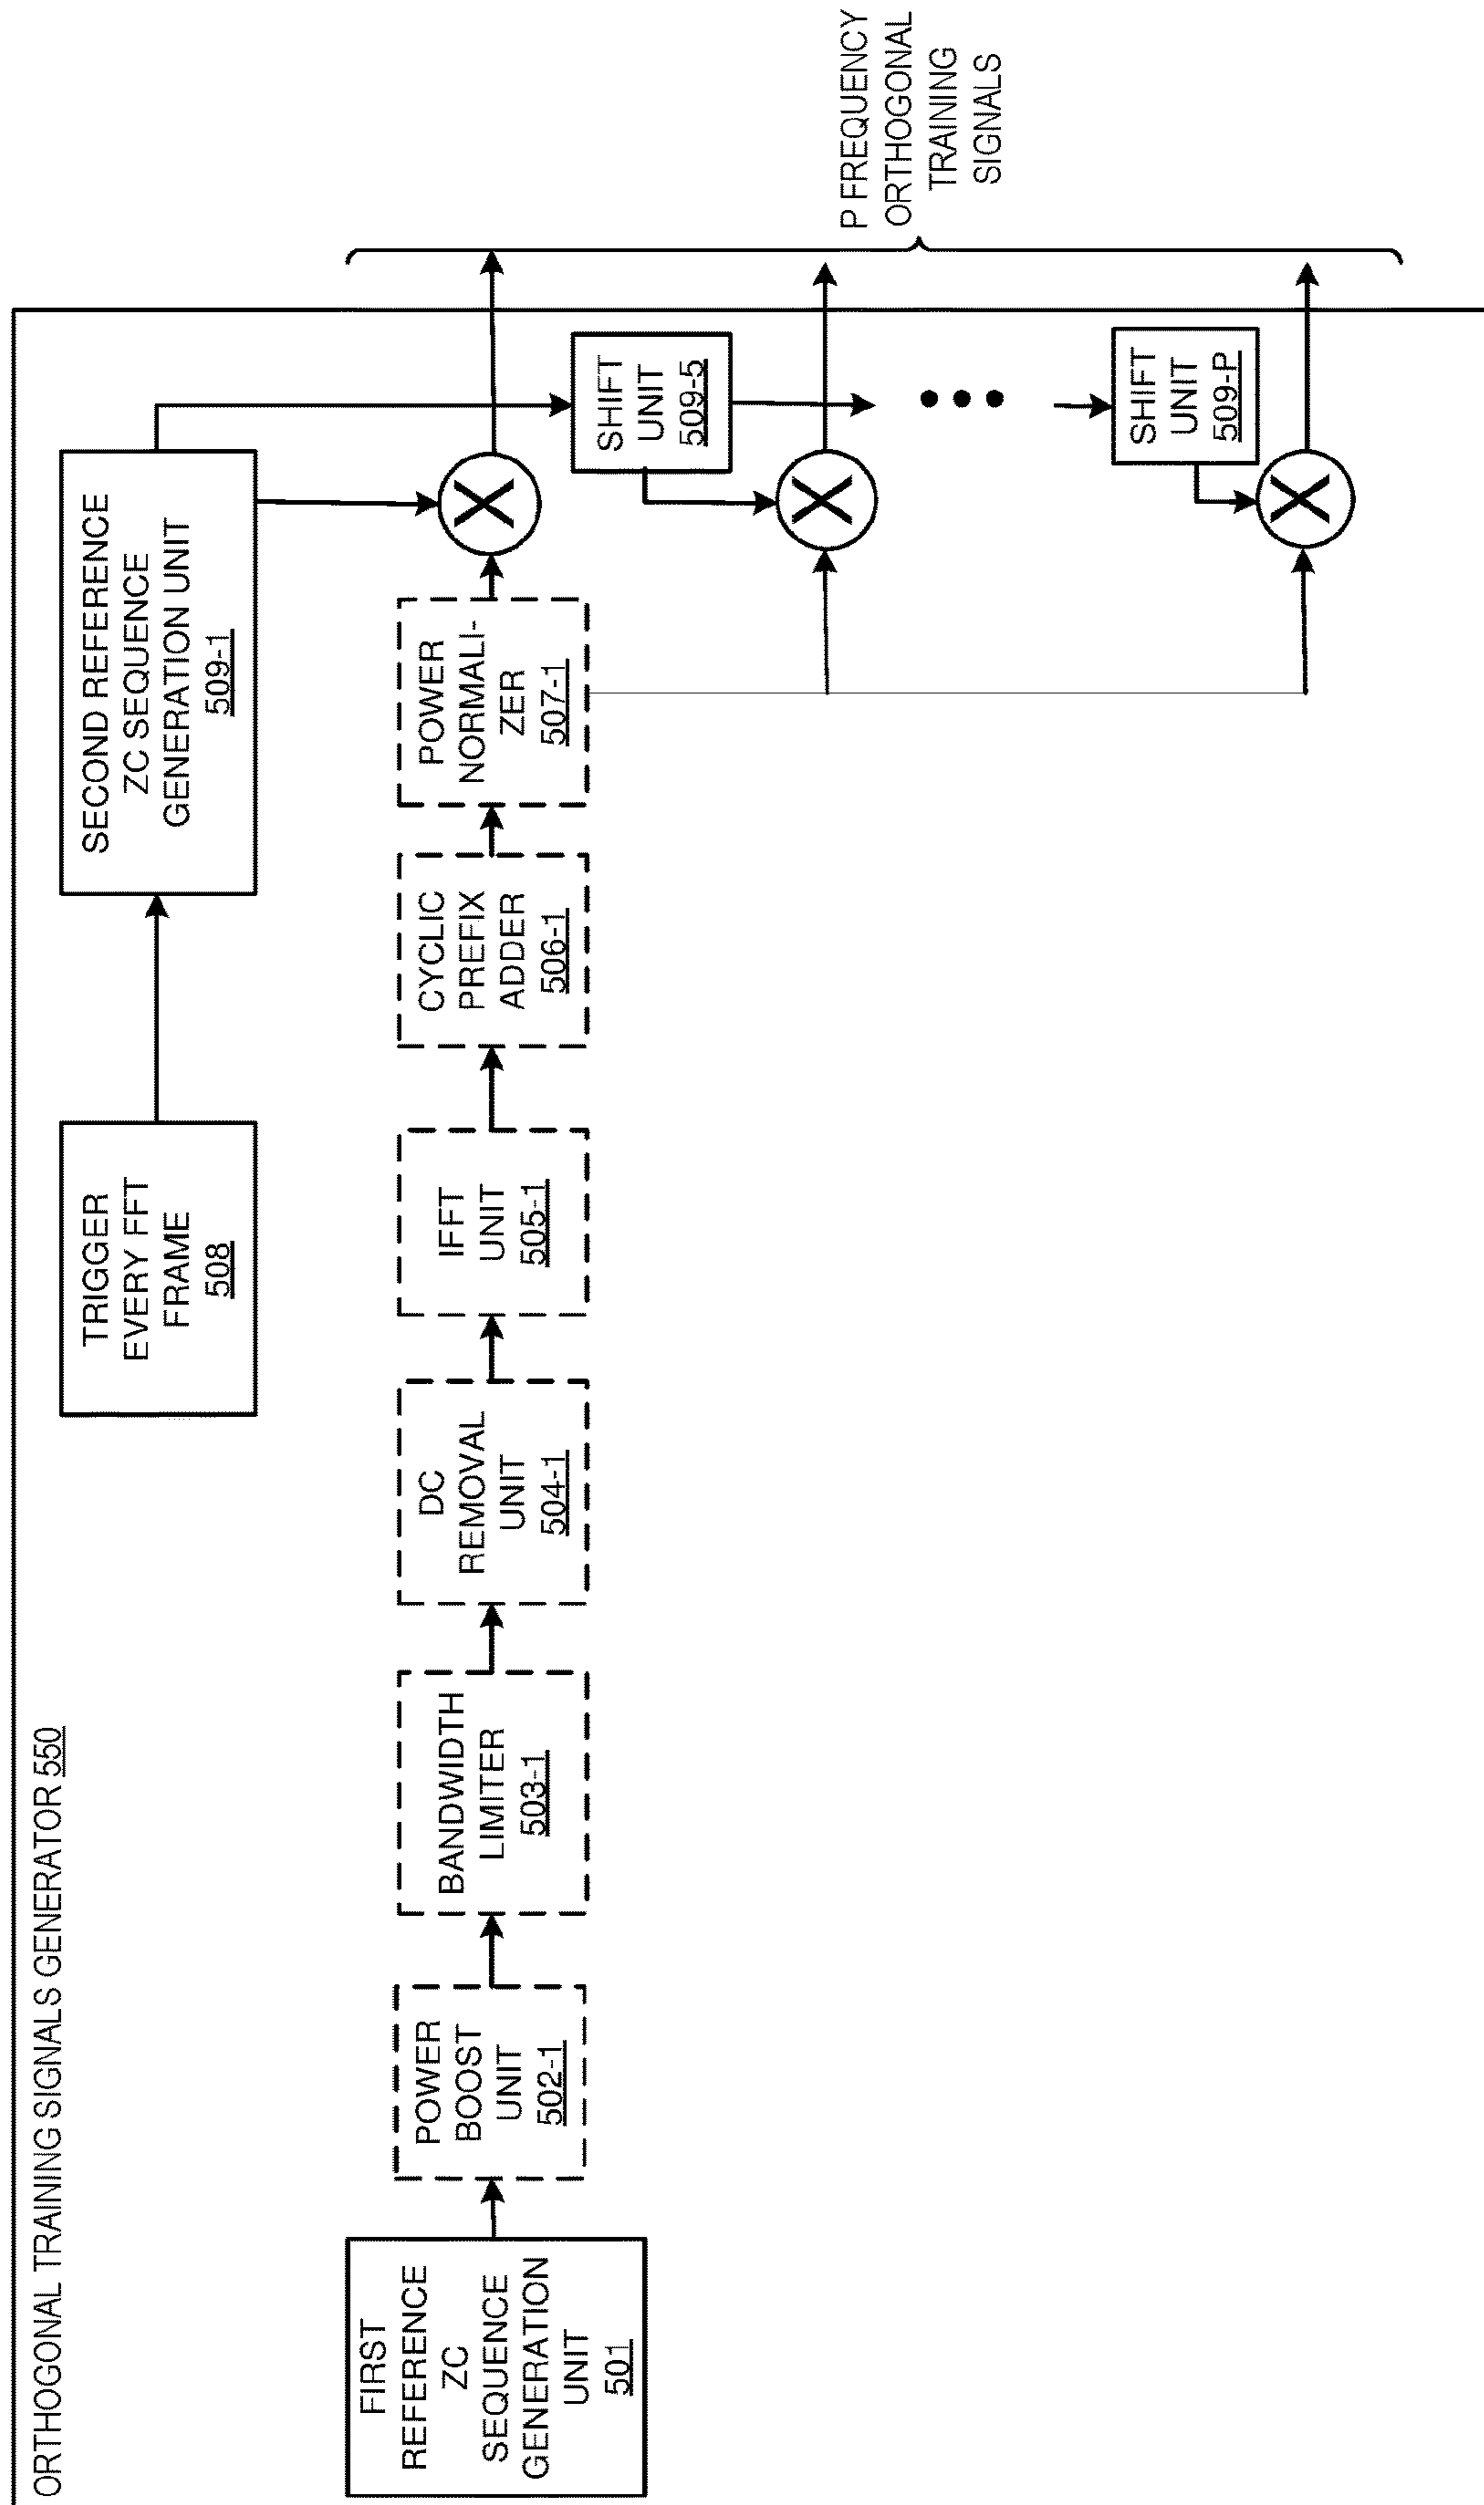 ORTHOGONAL TRAINING SIGNALS GENERATOR 550
TRIGGER
EVERY FFT
FRAME
508
SECOND REFERENCE
ZC SEQUENCE
GENERATION UNIT
509-1
FIRST
REFERENCE
ZC
SEQUENCE
GENERATION
UNIT
501
POWER
BOOST
UNIT
502-1
BANDWIDTH
LIMITER
503-1
DC
REMOVAL
UNIT
504-1
IFFT
UNIT
505-1
CYCLIC
PREFIX
ADDER
506-1
POWER
NORMALI-
ZER
507-1
X
SHIFT
UNIT
509-5
X
SHIFT
UNIT
509-P
X
P FREQUENCY
ORTHOGONAL
TRAINING
SIGNALS